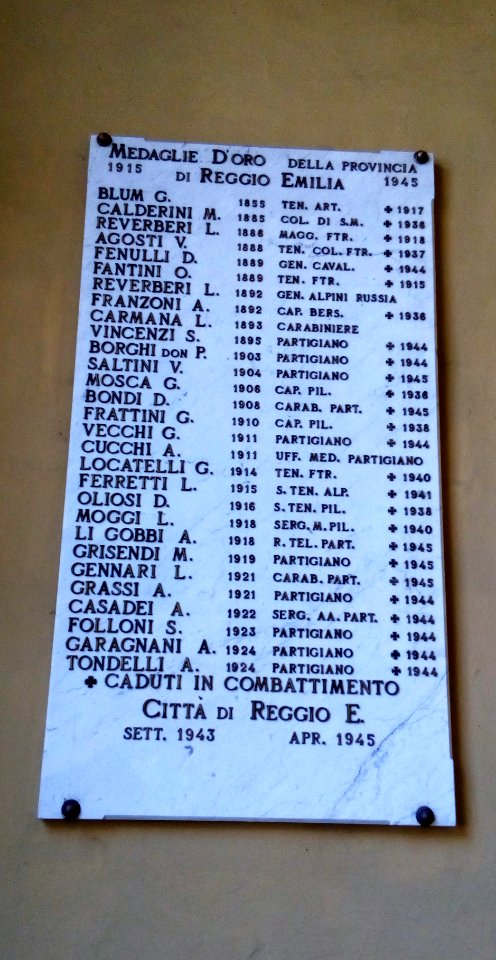 MEDAGLIE D'ORO DELLA PROVINCIA
1915 DI REGGIO EMILIA 1945
BLUM G. 1855 TEN. ART. ✚ 1917
CALDERINI M. 1885 COL. DI S.M. ✚ 1936
REVERBERI L. 1886 MAGG. FTR. ✚ 1918
AGOSTI V. 1888 TEN. COL. FTR. ✚ 1937
FENULLI D. 1889 GEN. CAVAL. ✚ 1944
FANTINI O. 1889 TEN. FTR. ✚ 1915
REVERBERI L. 1892 GEN. ALPINI RUSSIA
FRANZONI A. 1892 CAP. BERS. ✚ 1936
CARMANA L. 1893 CARABINIERE
VINCENZI S. 1895 PARTIGIANO ✚ 1944
BORGHI DON P. 1903 PARTIGIANO ✚ 1944
SALTINI V. 1904 PARTIGIANO ✚ 1945
MOSCA G. 1906 CAP. PIL. ✚ 1936
BONDI D. 1908 CARAB. PART. ✚ 1945
FRATTINI G. 1910 CAP. PIL. ✚ 1938
VECCHI G. 1911 PARTIGIANO ✚ 1944
CUCCHI A. 1911 UFF. MED. PARTIGIANO
LOCATELLI G. 1914 TEN. FTR. ✚ 1940
FERRETTI L. 1915 S. TEN. ALP. ✚ 1941
OLIOSI D. 1916 S. TEN. PIL. ✚ 1938
MOGGI L. 1918 SERG. M. PIL. ✚ 1940
LI GOBBI A. 1918 R. TEL. PART. ✚ 1945
GRISENDI M. 1919 PARTIGIANO ✚ 1945
GENNARI L. 1921 CARAB. PART. ✚ 1945
GRASSI A. 1921 PARTIGIANO ✚ 1944
CASADEI A. 1922 SERG. AA. PART. ✚ 1944
FOLLONI S. 1923 PARTIGIANO ✚ 1944
GARAGNANI A. 1924 PARTIGIANO ✚ 1944
TONDELLI A. 1924 PARTIGIANO ✚ 1944
✚ CADUTI IN COMBATTIMENTO
CITTÀ DI REGGIO E.
SETT. 1943 APR. 1945